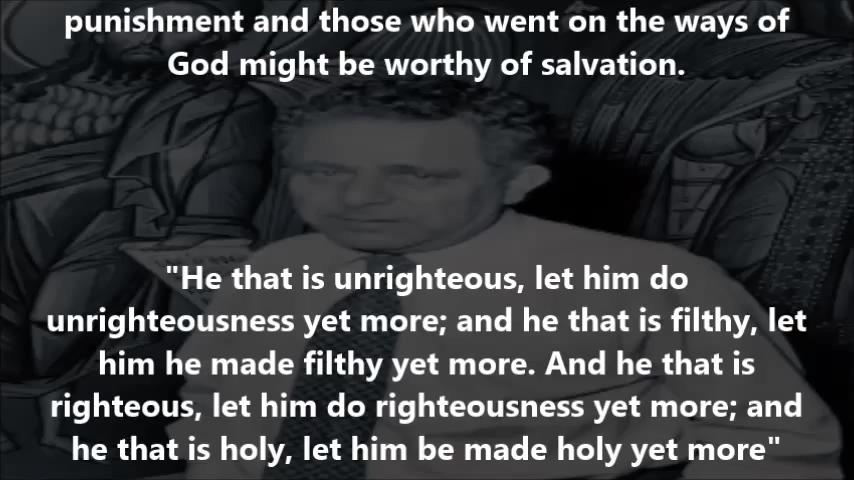 punishment and those who went on the ways of
God might be worthy of salvation.
"He that is unrighteous, let him do
unrighteousness yet more; and he that is filthy, let
him he made filthy yet more. And he that is
righteous, let him do righteousness yet more; and
he that is holy, let him be made holy yet more"